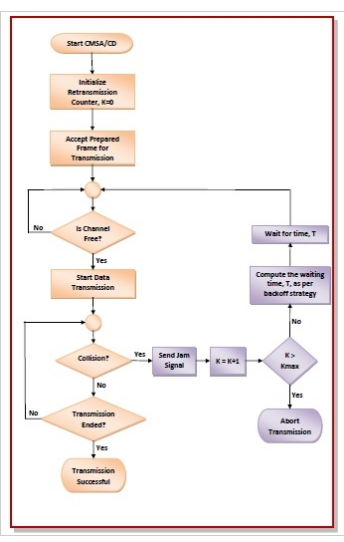 Start CMSA/CD
Initialize
Retransmission
Counter, K=0
Accept Prepared
Frame for
Transmission
No
Is Channel
Free?
Yes
Start Data
Transmission
Wait for time, T
Compute the waiting
time, T, as per
backoff strategy
No
Collision?
Yes
Send Jam
Signal
K = K+1
K >
Kmax
No
Yes
No
Transmission
Ended?
Yes
Abort
Transmission
Transmission
Successful